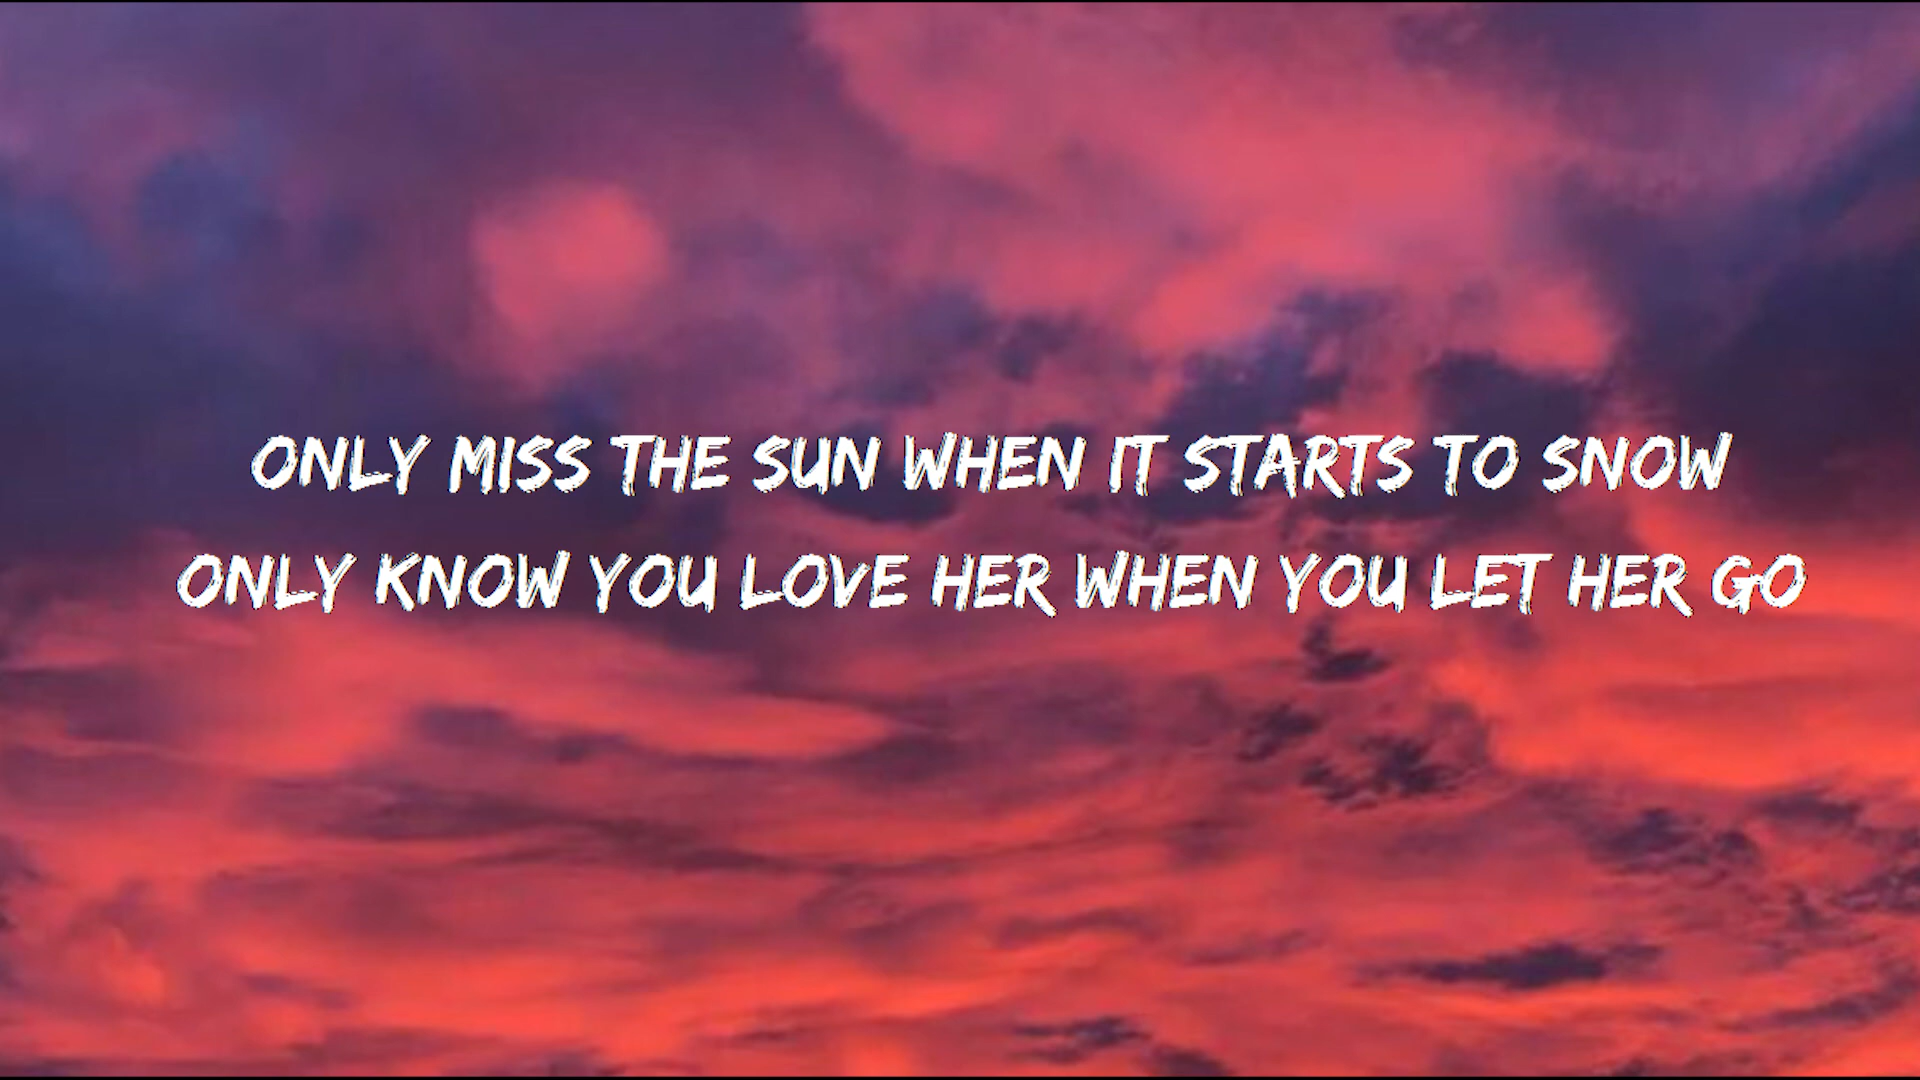 ONLY MISS THE SUN WHEN IT STARTS TO SNOW
ONLY KNOW YOU LOVE HER WHEN YOU LET HER GO